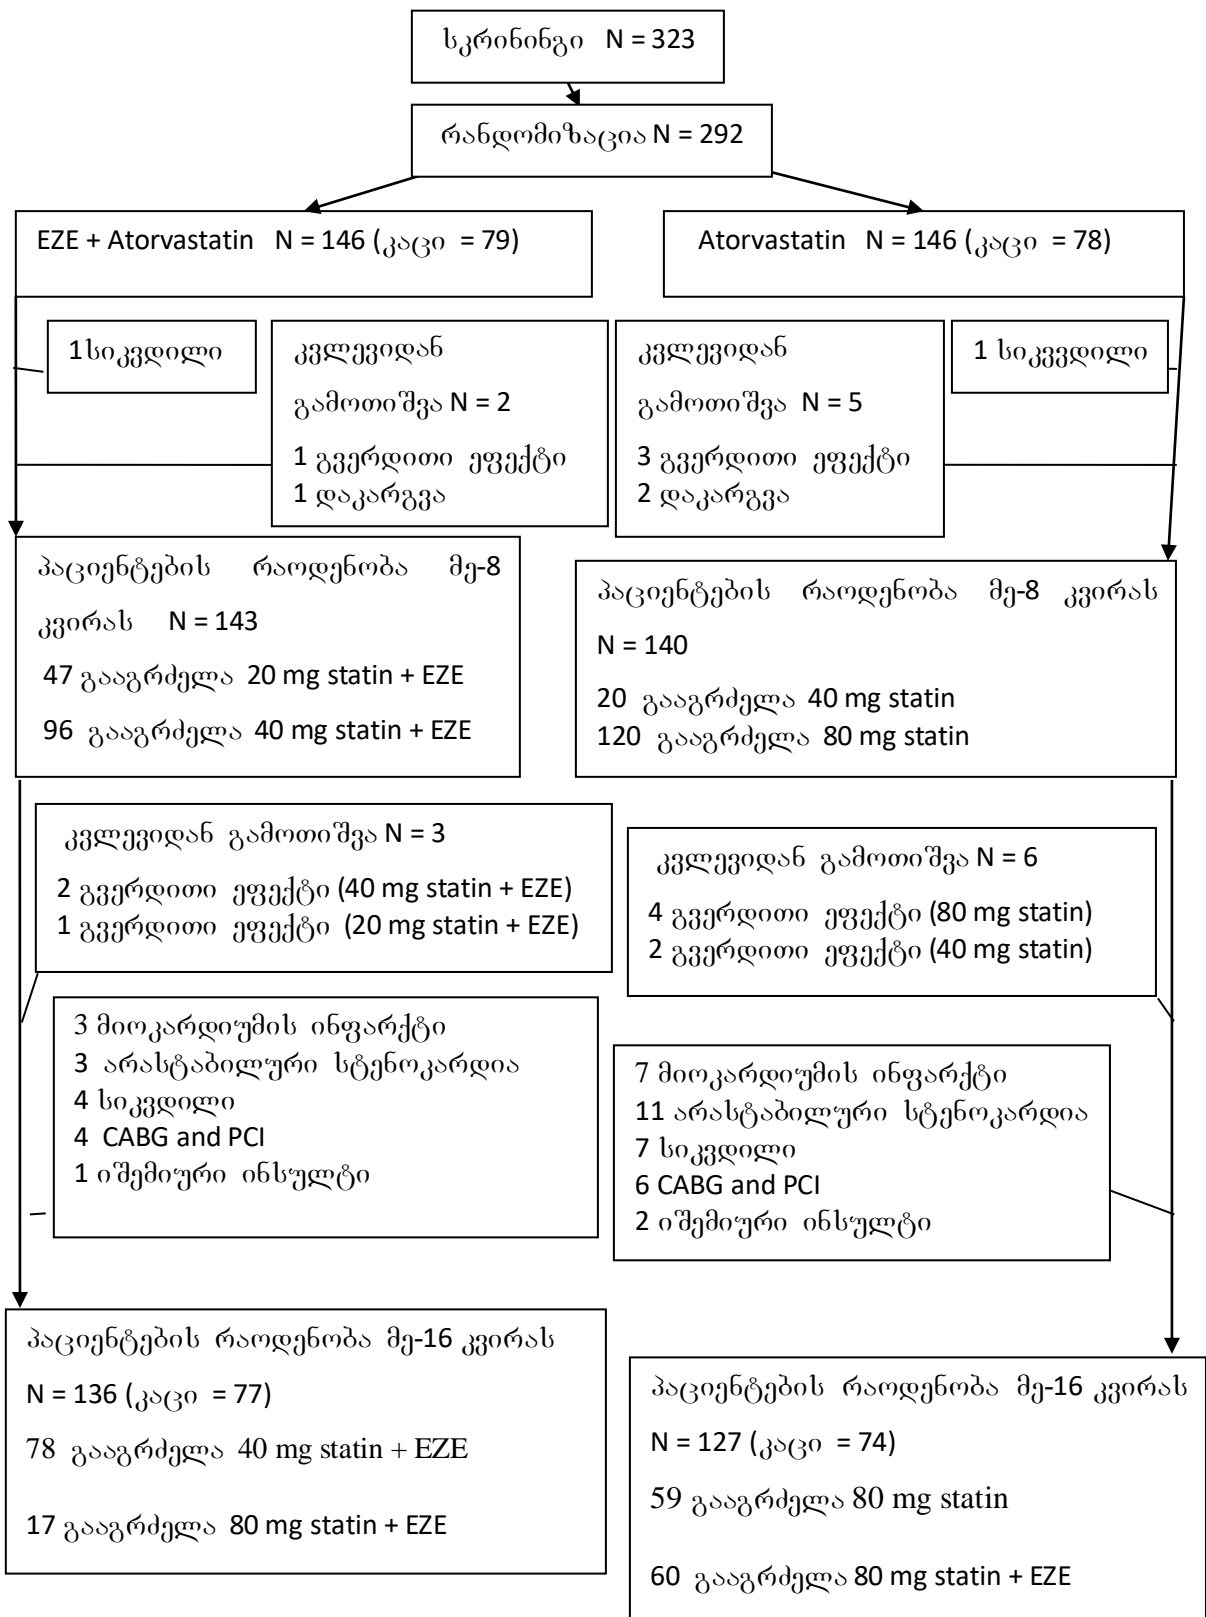 სკრინინგი N = 323
რანდომიზაცია N = 292
EZE + Atorvastatin N = 146 (კაცი = 79)
Atorvastatin N = 146 (კაცი = 78)
1სიკვდილი
კვლევიდან
გამოთიშვა N = 2
1 გვერდითი ეფექტი
1 დაკარგვა
კვლევიდან
გამოთიშვა N = 5
3 გვერდითი ეფექტი
2 დაკარგვა
1 სიკვვდილი
პაციენტების რაოდენობა მე-8
კვირას N = 143
47 გააგრძელა 20 mg statin + EZE
96 გააგრძელა 40 mg statin + EZE
პაციენტების რაოდენობა მე-8 კვირას
N = 140
20 გააგრძელა 40 mg statin
120 გააგრძელა 80 mg statin
კვლევიდან გამოთიშვა N = 3
2 გვერდითი ეფექტი (40 mg statin + EZE)
1 გვერდითი ეფექტი (20 mg statin + EZE)
კვლევიდან გამოთიშვა N = 6
4 გვერდითი ეფექტი (80 mg statin)
2 გვერდითი ეფექტი (40 mg statin)
3 მიოკარდიუმის ინფარქტი
3 არასტაბილური სტენოკარდია
4 სიკვდილი
4 CABG and PCI
1 იშემიური ინსულტი
7 მიოკარდიუმის ინფარქტი
11 არასტაბილური სტენოკარდია
7 სიკვდილი
6 CABG and PCI
2 იშემიური ინსულტი
პაციენტების რაოდენობა მე-16 კვირას
N = 136 (კაცი = 77)
78 გააგრძელა 40 mg statin + EZE
17 გააგრძელა 80 mg statin + EZE
პაციენტების რაოდენობა მე-16 კვირას
N = 127 (კაცი = 74)
59 გააგრძელა 80 mg statin
60 გააგრძელა 80 mg statin + EZE